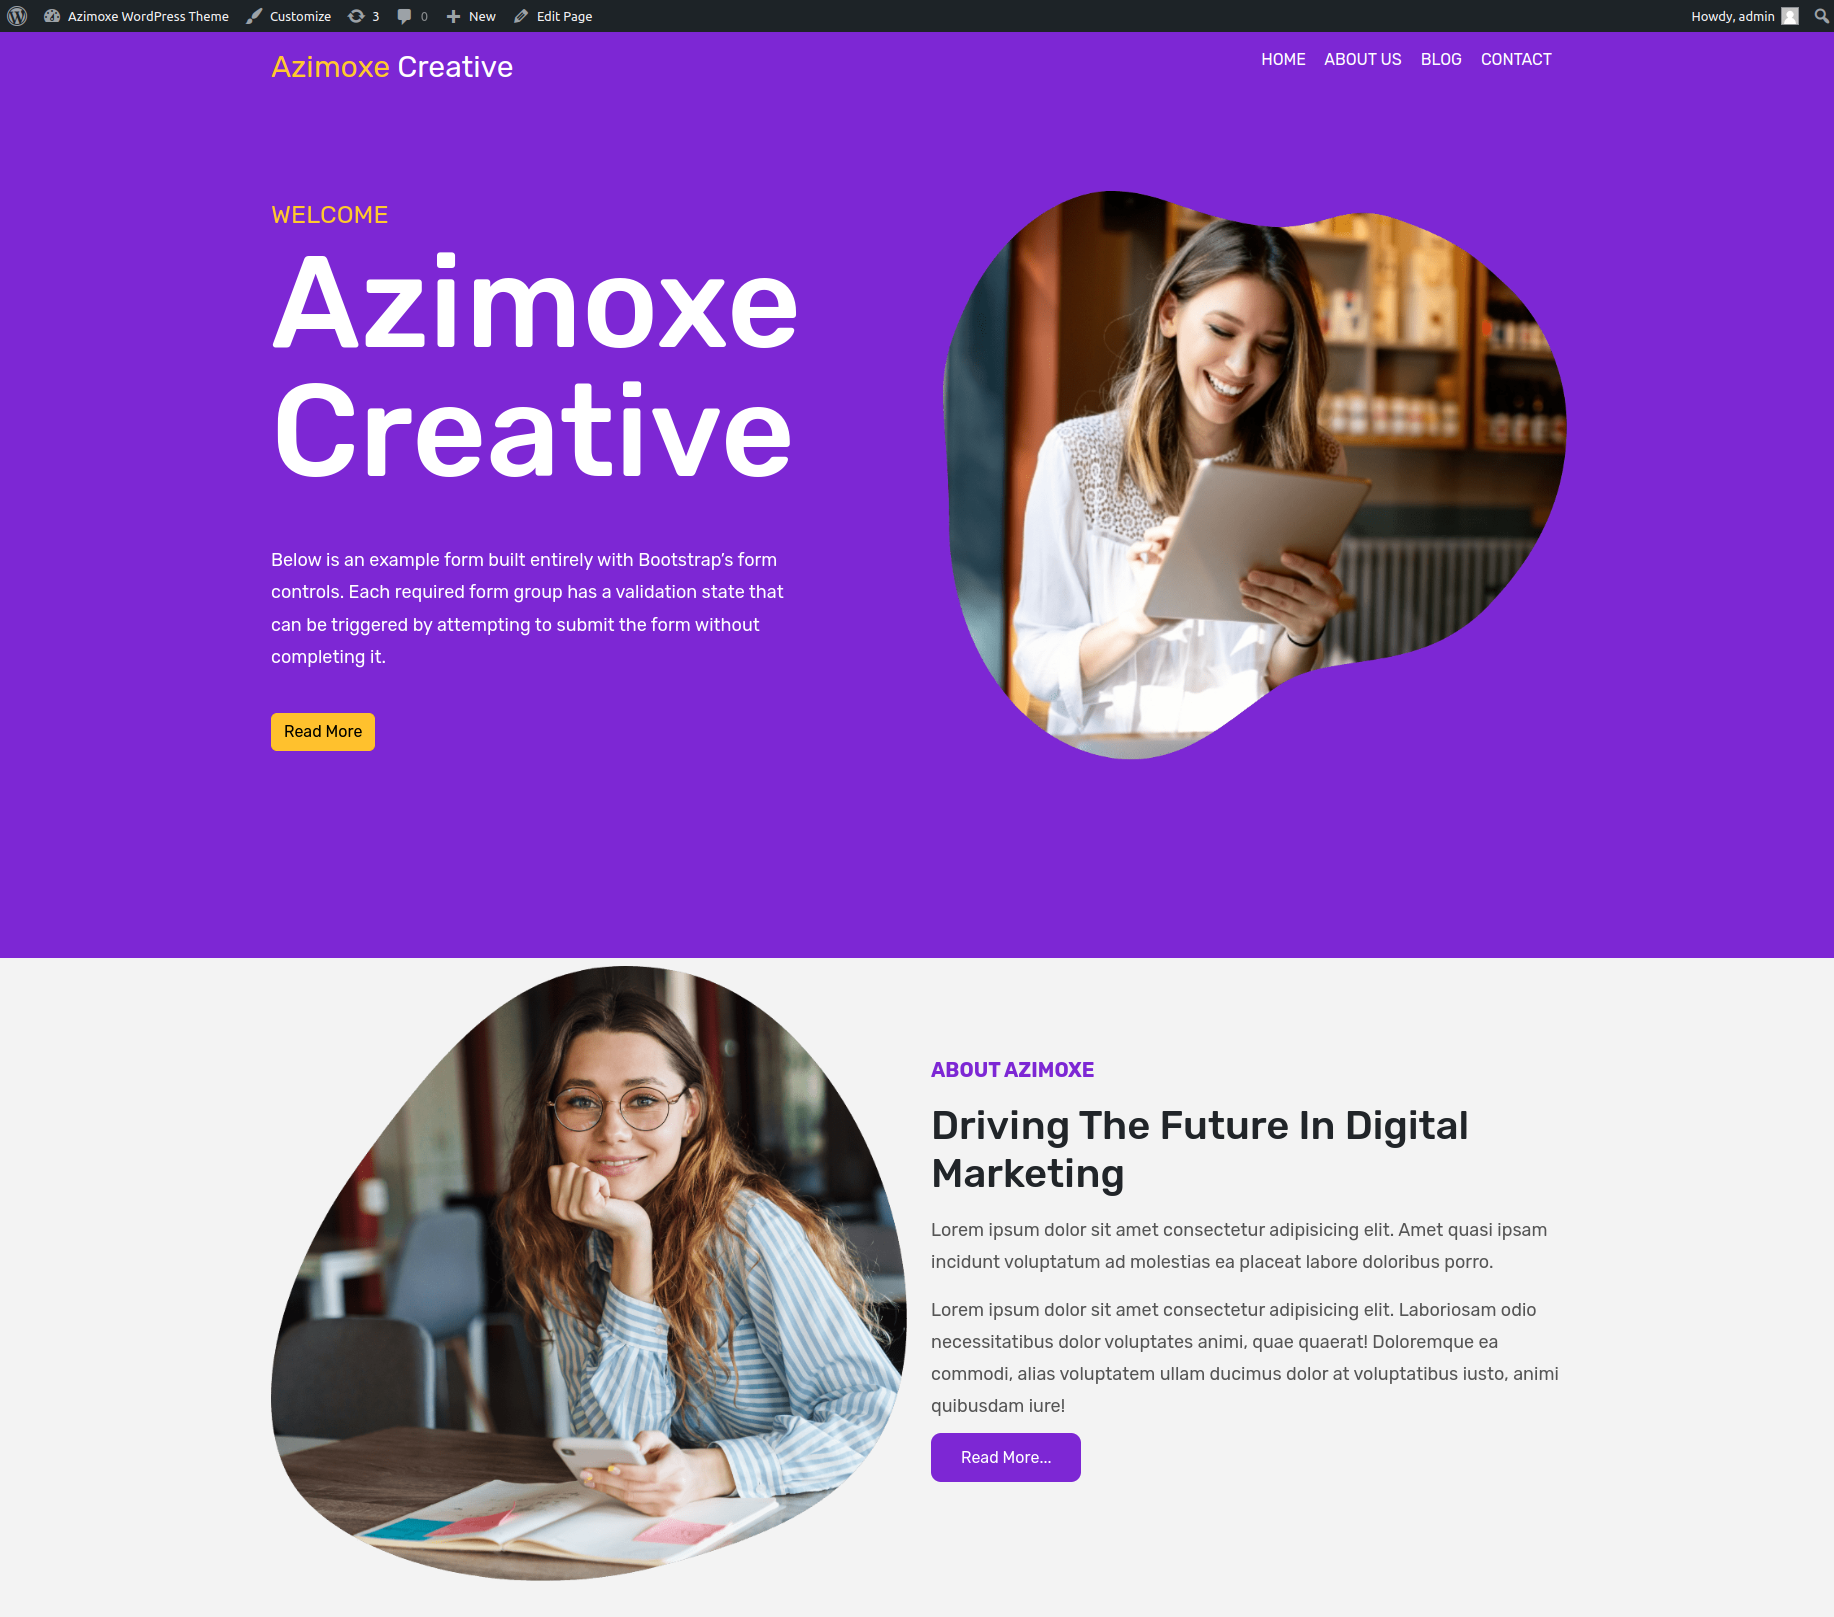 Azimoxe WordPress Theme Customize 3 0 New Edit Page Howdy, admin
Azimoxe Creative HOME ABOUT US BLOG CONTACT
WELCOME
Azimoxe
Creative
Below is an example form built entirely with Bootstrap’s form
controls. Each required form group has a validation state that
can be triggered by attempting to submit the form without
completing it.
Read More
ABOUT AZIMOXE
Driving The Future In Digital
Marketing
Lorem ipsum dolor sit amet consectetur adipisicing elit. Amet quasi ipsam
incidunt voluptatum ad molestias ea placeat labore doloribus porro.
Lorem ipsum dolor sit amet consectetur adipisicing elit. Laboriosam odio
necessitatibus dolor voluptates animi, quae quaerat! Doloremque ea
commodi, alias voluptatem ullam ducimus dolor at voluptatibus iusto, animi
quibusdam iure!
Read More...